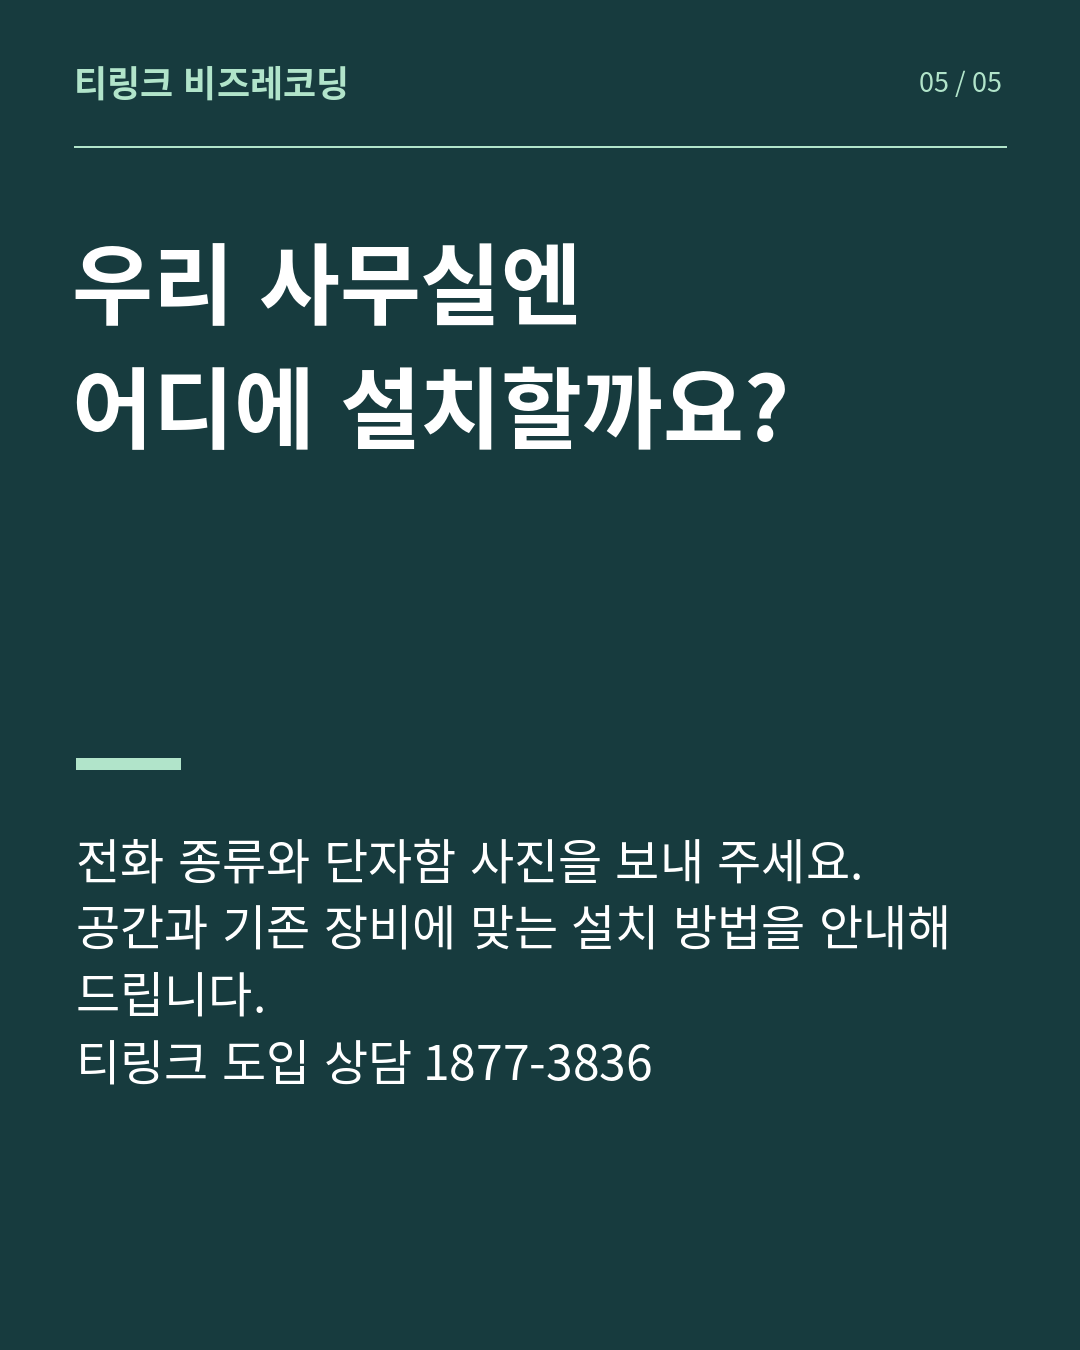 티링크 비즈레코딩
05 / 05
우리 사무실엔
어디에 설치할까요?
전화 종류와 단자함 사진을 보내 주세요.
공간과 기존 장비에 맞는 설치 방법을 안내해
드립니다.
티링크 도입 상담 1877-3836